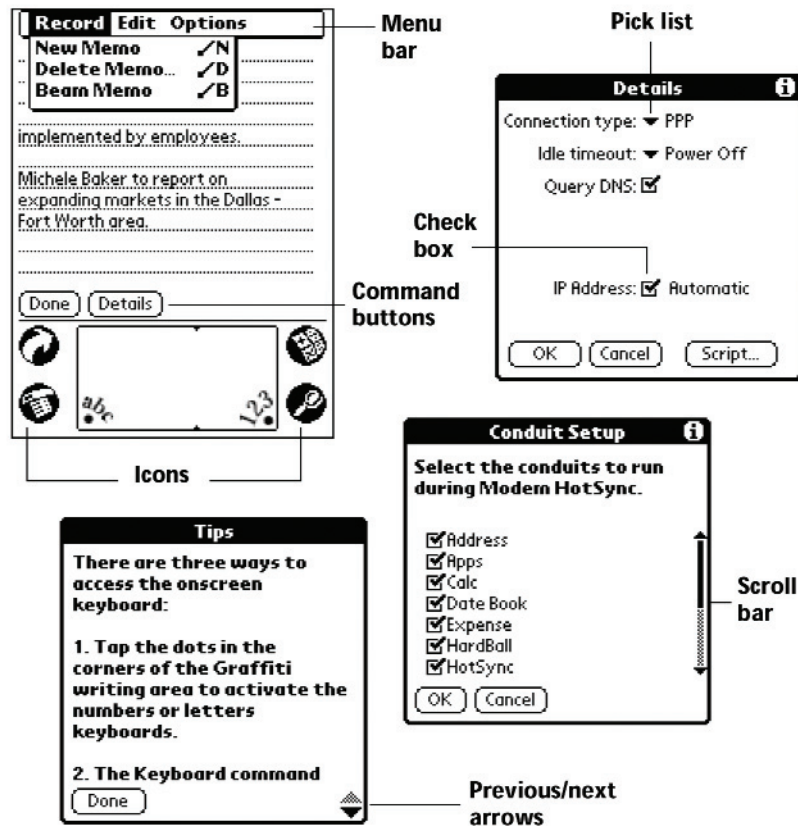 Record Edit Options
New Memo ⟋N
Delete Memo... ⟋D
Beam Memo ⟋B
implemented by employees.
Michele Baker to report on
expanding markets in the Dallas -
Fort Worth area.
Done Details
abc
123
Menu
bar
Command
buttons
Icons
Pick list
Details
Connection type: PPP
Idle timeout: Power Off
Query DNS:
IP Address: Automatic
OK Cancel Script...
Check
box
Conduit Setup
Select the conduits to run
during Modem HotSync.
Address
Apps
Calc
Date Book
Expense
HardBall
HotSync
OK Cancel
Scroll
bar
Tips
There are three ways to
access the onscreen
keyboard:
1. Tap the dots in the
corners of the Graffiti
writing area to activate the
numbers or letters
keyboards.
2. The Keyboard command
Done
Previous/next
arrows